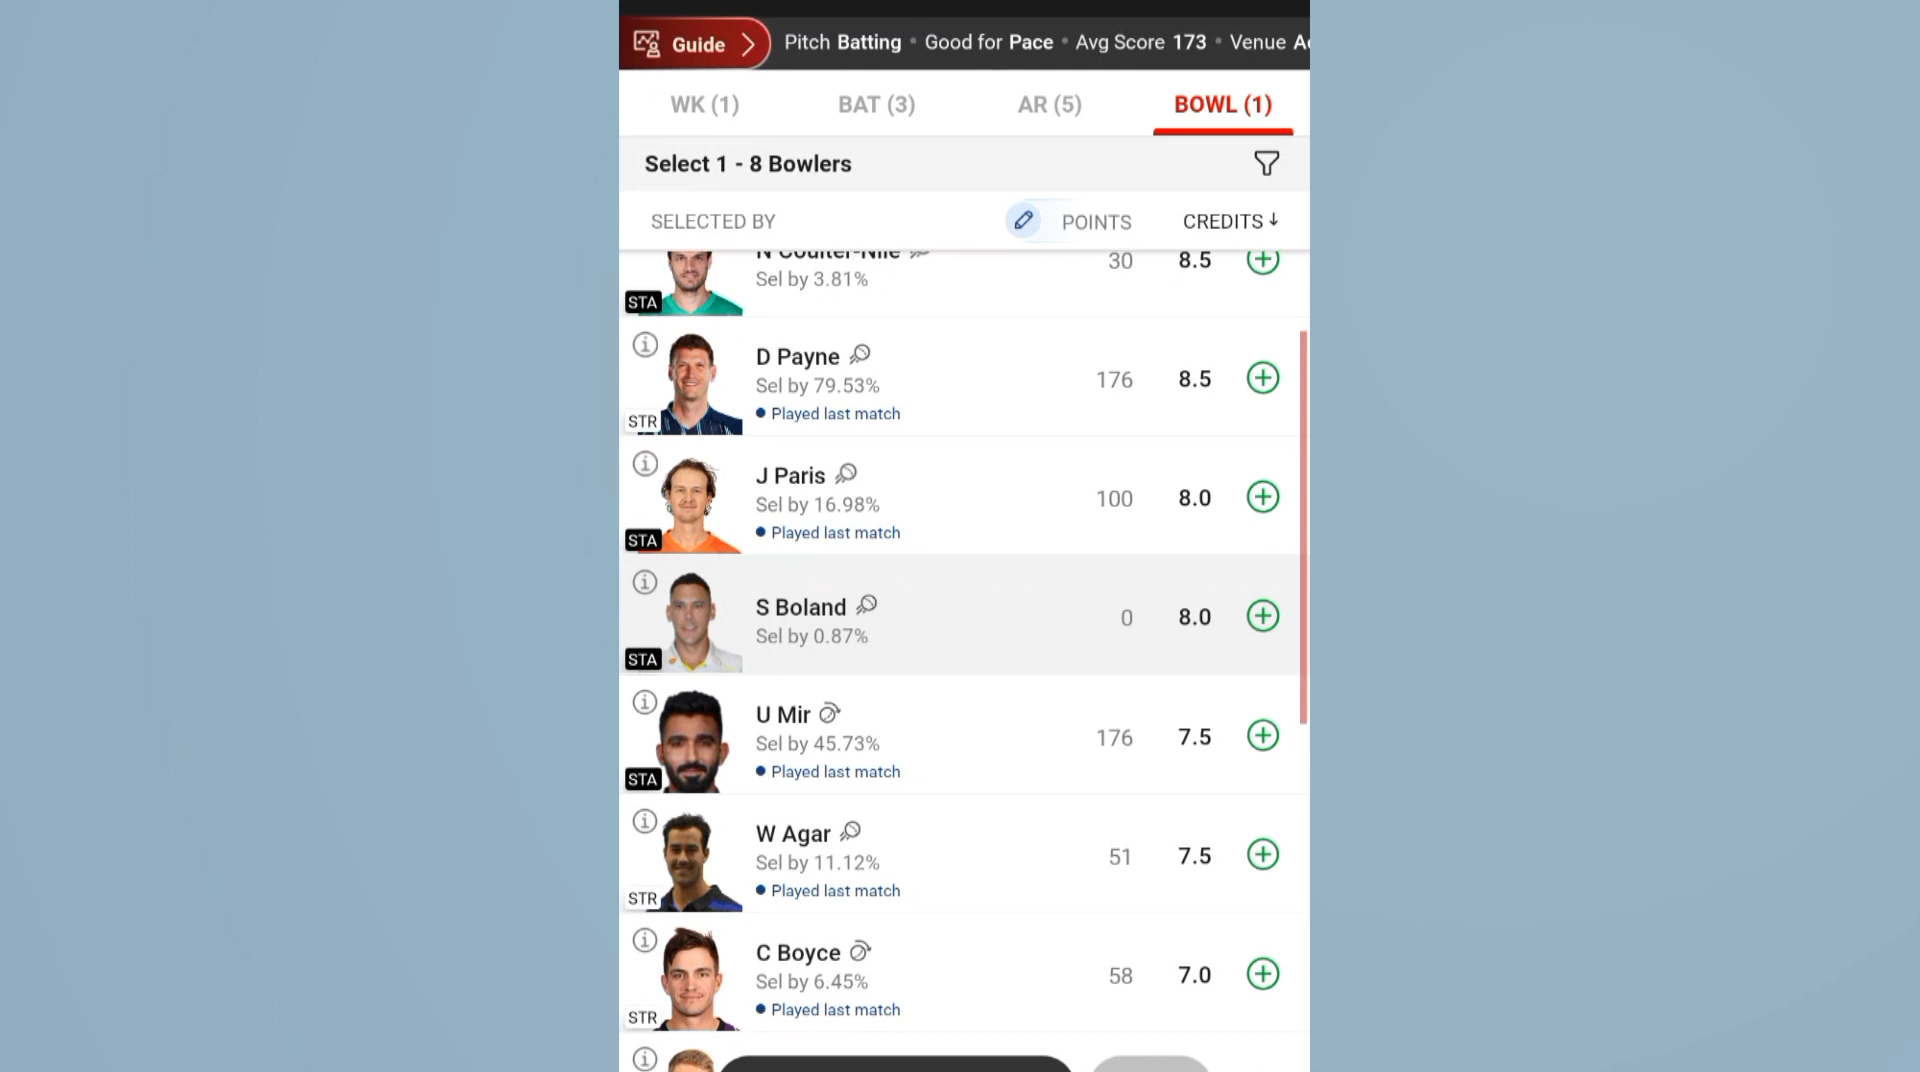 Guide Pitch Batting • Good for Pace • Avg Score 173 • Venue
WK (1) BAT (3) AR (5) BOWL (1)
Select 1 - 8 Bowlers
SELECTED BY POINTS CREDITS↓
N Coulter-Nile
Sel by 3.81% 30 8.5
STA
D Payne
Sel by 79.53% 176 8.5
STR • Played last match
J Paris
Sel by 16.98% 100 8.0
STA • Played last match
S Boland
Sel by 0.87% 0 8.0
STA
U Mir
Sel by 45.73% 176 7.5
STA • Played last match
W Agar
Sel by 11.12% 51 7.5
STR • Played last match
C Boyce
Sel by 6.45% 58 7.0
STR • Played last match